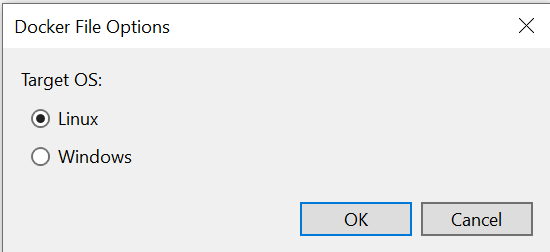 Docker File Options
Target OS:
Linux
Windows
OK
Cancel